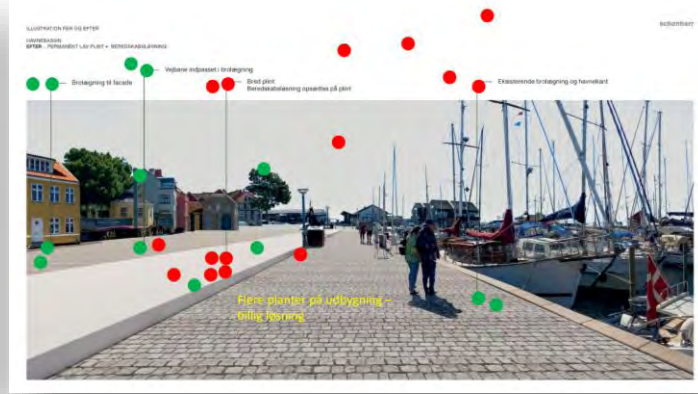 ILLUSTRATION FØR OG EFTER
schønherr
HAVNEBASSIN
EFTER - PERMANENT LAV PLINT + BEREDSKABSLØSNING
Vejbane indpasset i brolægning
Brolægning til facade
Bred plint
Beredskabsløsning opsættes på plint
Eksisterende brolægning og havnekant
Flere planter på udbygning –
billig løsning